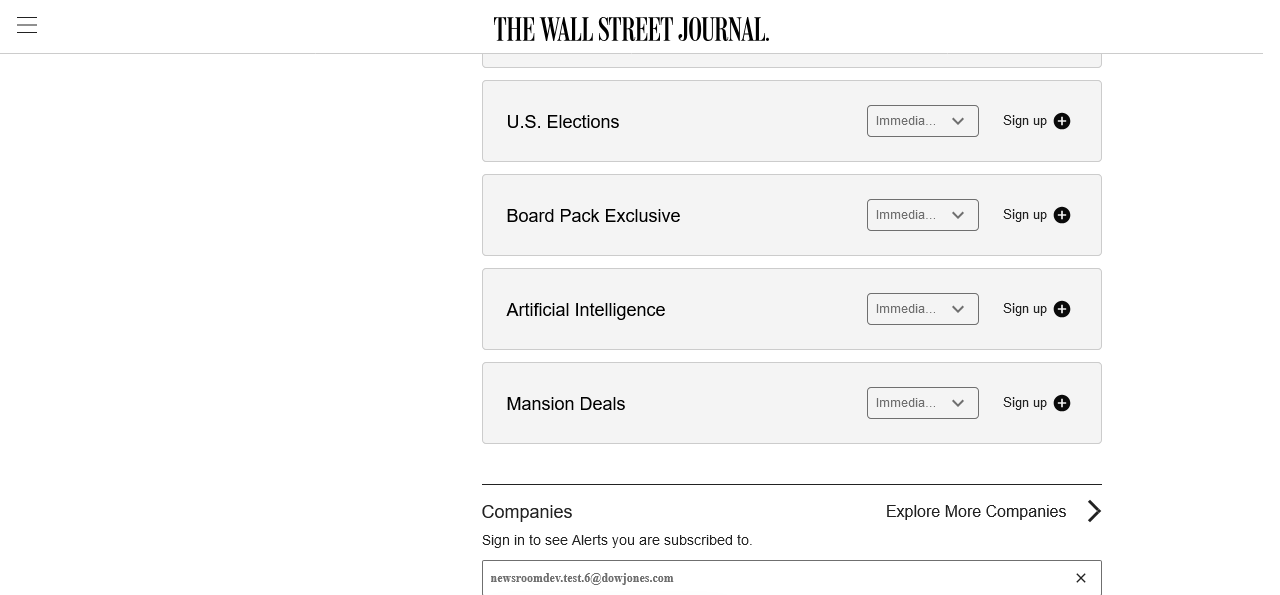 THE WALL STREET JOURNAL.
U.S. Elections Immedia... Sign up
Board Pack Exclusive Immedia... Sign up
Artificial Intelligence Immedia... Sign up
Mansion Deals Immedia... Sign up
Companies Explore More Companies
Sign in to see Alerts you are subscribed to.
newsroomdev.test.6@dowjones.com